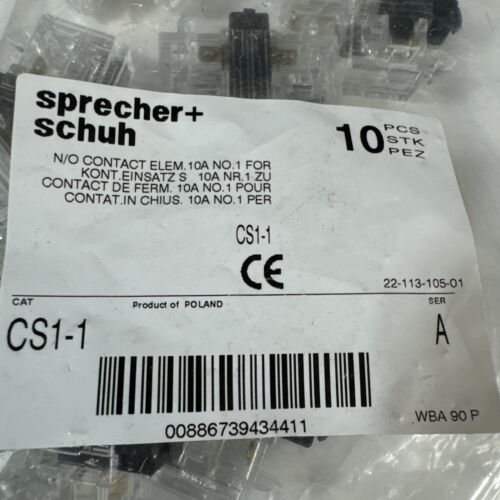 sprecher+
schuh
10 PCS
STK
PEZ
N/O CONTACT ELEM.10A NO.1 FOR
KONT.EINSATZ S 10A NR.1 ZU
CONTACT DE FERM. 10A NO.1 POUR
CONTAT.IN CHIUS. 10A NO.1 PER
CS1-1
CE
22-113-105-01
CAT
Product of POLAND
SER
CS1-1
A
00886739434411
WBA 90 P